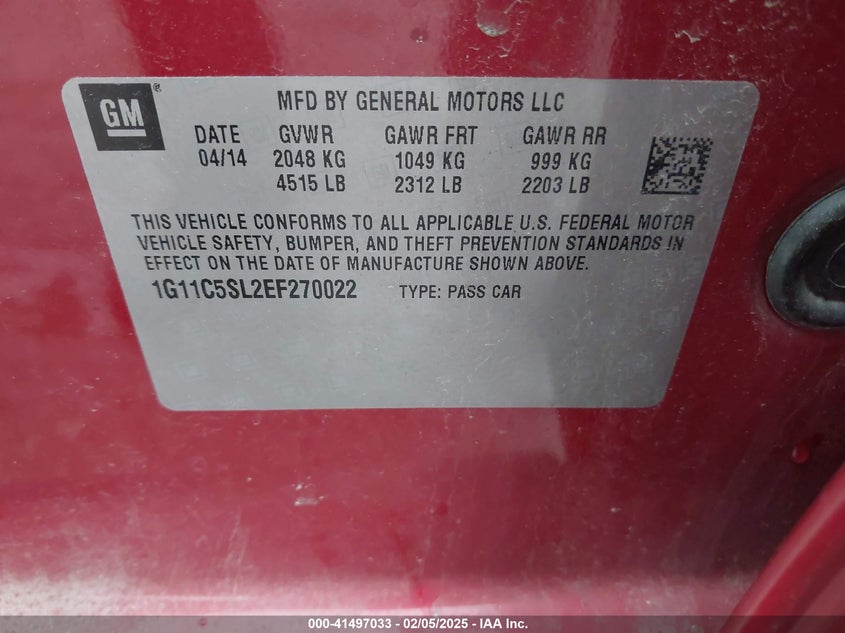 GM
MFD BY GENERAL MOTORS LLC
DATE GVWR GAWR FRT GAWR RR
04/14 2048 KG 1049 KG 999 KG
4515 LB 2312 LB 2203 LB
THIS VEHICLE CONFORMS TO ALL APPLICABLE U.S. FEDERAL MOTOR
VEHICLE SAFETY, BUMPER, AND THEFT PREVENTION STANDARDS IN
EFFECT ON THE DATE OF MANUFACTURE SHOWN ABOVE.
1G11C5SL2EF270022 TYPE: PASS CAR
000-41497033 - 02/05/2025 - IAA Inc.